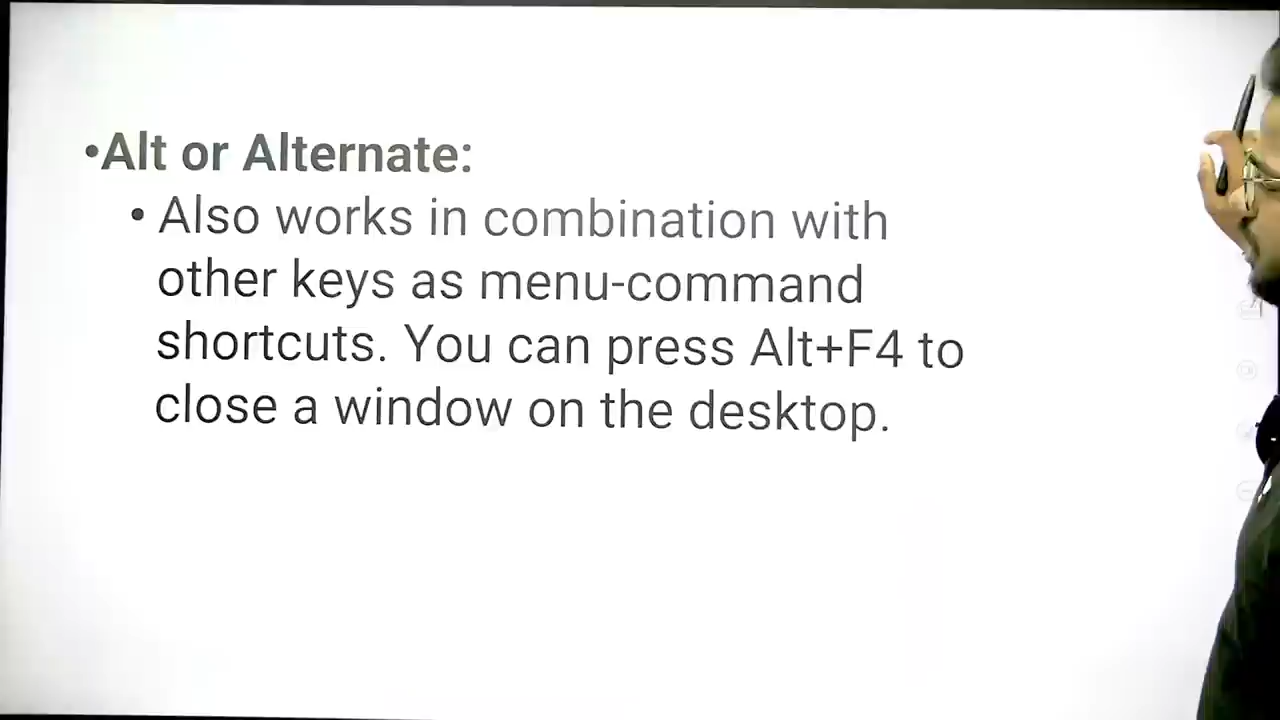 •Alt or Alternate:
• Also works in combination with
other keys as menu-command
shortcuts. You can press Alt+F4 to
close a window on the desktop.